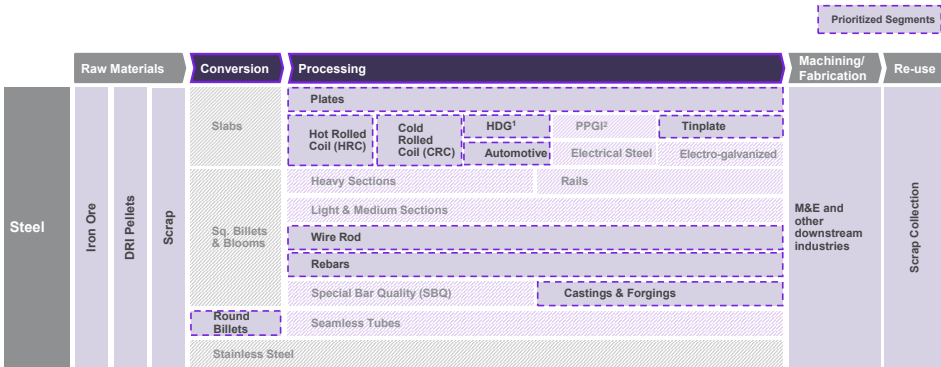 Prioritized Segments
Raw Materials
Conversion
Processing
Machining/
Fabrication
Re-use
Steel
Iron Ore
DRI Pellets
Scrap
Slabs
Sq. Billets
& Blooms
Round
Billets
Stainless Steel
Plates
Hot Rolled
Coil (HRC)
Cold
Rolled
Coil (CRC)
HDG¹
PPGI²
Tinplate
Automotive
Electrical Steel
Electro-galvanized
Heavy Sections
Rails
Light & Medium Sections
Wire Rod
Rebars
Special Bar Quality (SBQ)
Castings & Forgings
Seamless Tubes
M&E and
other
downstream
industries
Scrap Collection